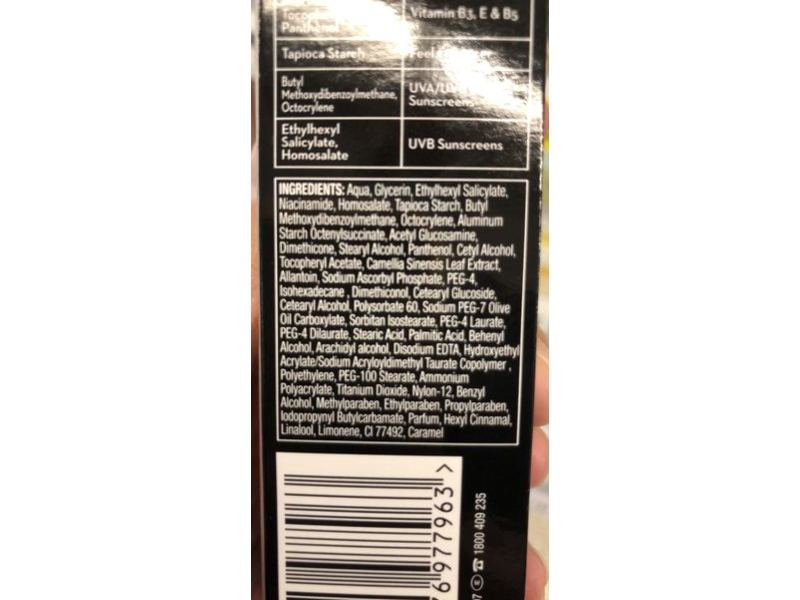 Panthenol
Vitamin B3, E & B5
Tapioca Starch
Butyl
Methoxydibenzoylmethane,
Octocrylene
Sunscreens
Ethylhexyl
Salicylate,
Homosalate
UVB Sunscreens
INGREDIENTS: Aqua, Glycerin, Ethylhexyl Salicylate,
Niacinamide, Homosalate, Tapioca Starch, Butyl
Methoxydibenzoylmethane, Octocrylene, Aluminum
Starch Octenylsuccinate, Acetyl Glucosamine,
Dimethicone, Stearyl Alcohol, Panthenol, Cetyl Alcohol,
Tocopheryl Acetate, Camellia Sinensis Leaf Extract,
Allantoin, Sodium Ascorbyl Phosphate, PEG-4,
Isohexadecane , Dimethiconol, Cetearyl Glucoside,
Cetearyl Alcohol, Polysorbate 60, Sodium PEG-7 Olive
Oil Carboxylate, Sorbitan Isostearate, PEG-4 Laurate,
PEG-4 Dilaurate, Stearic Acid, Palmitic Acid, Behenyl
Alcohol, Arachidyl alcohol, Disodium EDTA, Hydroxyethyl
Acrylate/Sodium Acryloyldimethyl Taurate Copolymer ,
Polyethylene, PEG-100 Stearate, Ammonium
Polyacrylate, Titanium Dioxide, Nylon-12, Benzyl
Alcohol, Methylparaben, Ethylparaben, Propylparaben,
Iodopropynyl Butylcarbamate, Parfum, Hexyl Cinnamal,
Linalool, Limonene, CI 77492, Caramel
6 977963 >
1800 409 235